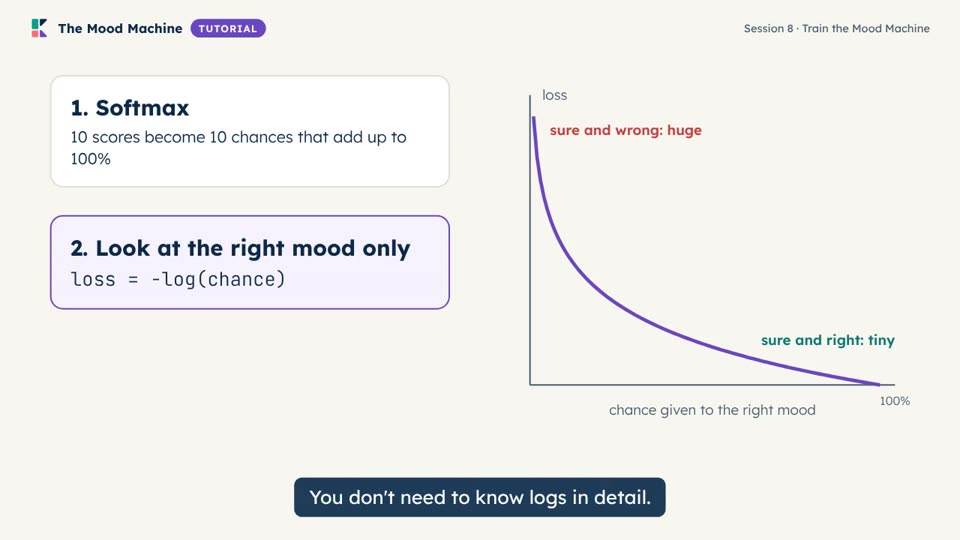 The Mood Machine TUTORIAL
Session 8 · Train the Mood Machine
1. Softmax
10 scores become 10 chances that add up to
100%
2. Look at the right mood only
loss = -log(chance)
loss
sure and wrong: huge
sure and right: tiny
100%
chance given to the right mood
You don't need to know logs in detail.